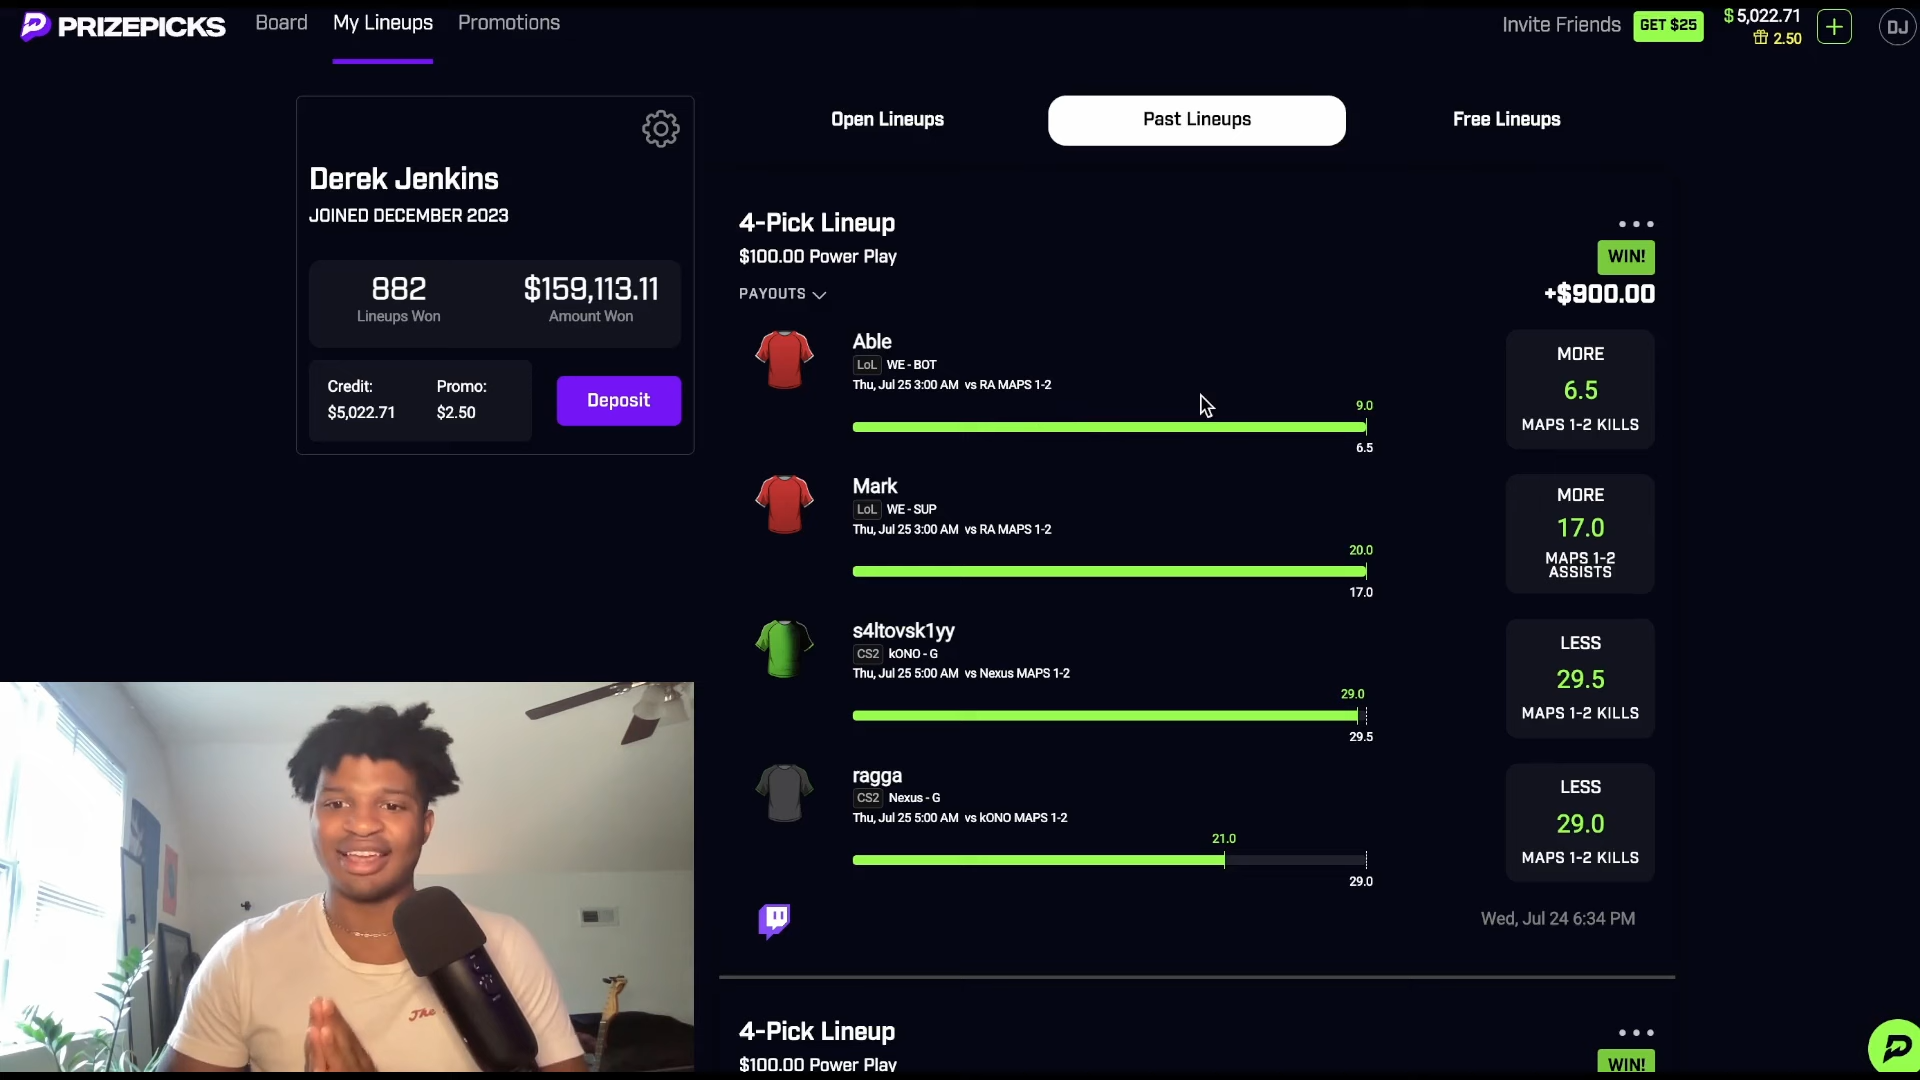 PRIZEPICKS
Board
My Lineups
Promotions
Invite Friends
GET $25
$5,022.71
2.50
DJ
Derek Jenkins
JOINED DECEMBER 2023
882
Lineups Won
$159,113.11
Amount Won
Credit:
$5,022.71
Promo:
$2.50
Deposit
Open Lineups
Past Lineups
Free Lineups
4-Pick Lineup
$100.00 Power Play
WIN!
PAYOUTS
+$900.00
Able
LoL WE - BOT
Thu, Jul 25 3:00 AM vs RA MAPS 1-2
9.0
6.5
MORE
6.5
MAPS 1-2 KILLS
Mark
LoL WE - SUP
Thu, Jul 25 3:00 AM vs RA MAPS 1-2
20.0
17.0
MORE
17.0
MAPS 1-2
ASSISTS
s4ltovsk1yy
CS2 kONO - G
Thu, Jul 25 5:00 AM vs Nexus MAPS 1-2
29.0
29.5
LESS
29.5
MAPS 1-2 KILLS
ragga
CS2 Nexus - G
Thu, Jul 25 5:00 AM vs kONO MAPS 1-2
21.0
29.0
LESS
29.0
MAPS 1-2 KILLS
Wed, Jul 24 6:34 PM
The
4-Pick Lineup
$100.00 Power Play
WIN!